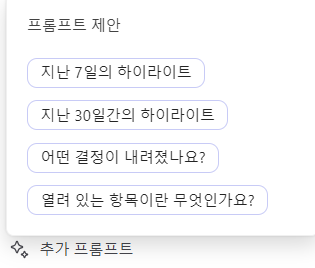 프롬프트 제안
지난 7일의 하이라이트
지난 30일간의 하이라이트
어떤 결정이 내려졌나요?
열려 있는 항목이란 무엇인가요?
추가 프롬프트